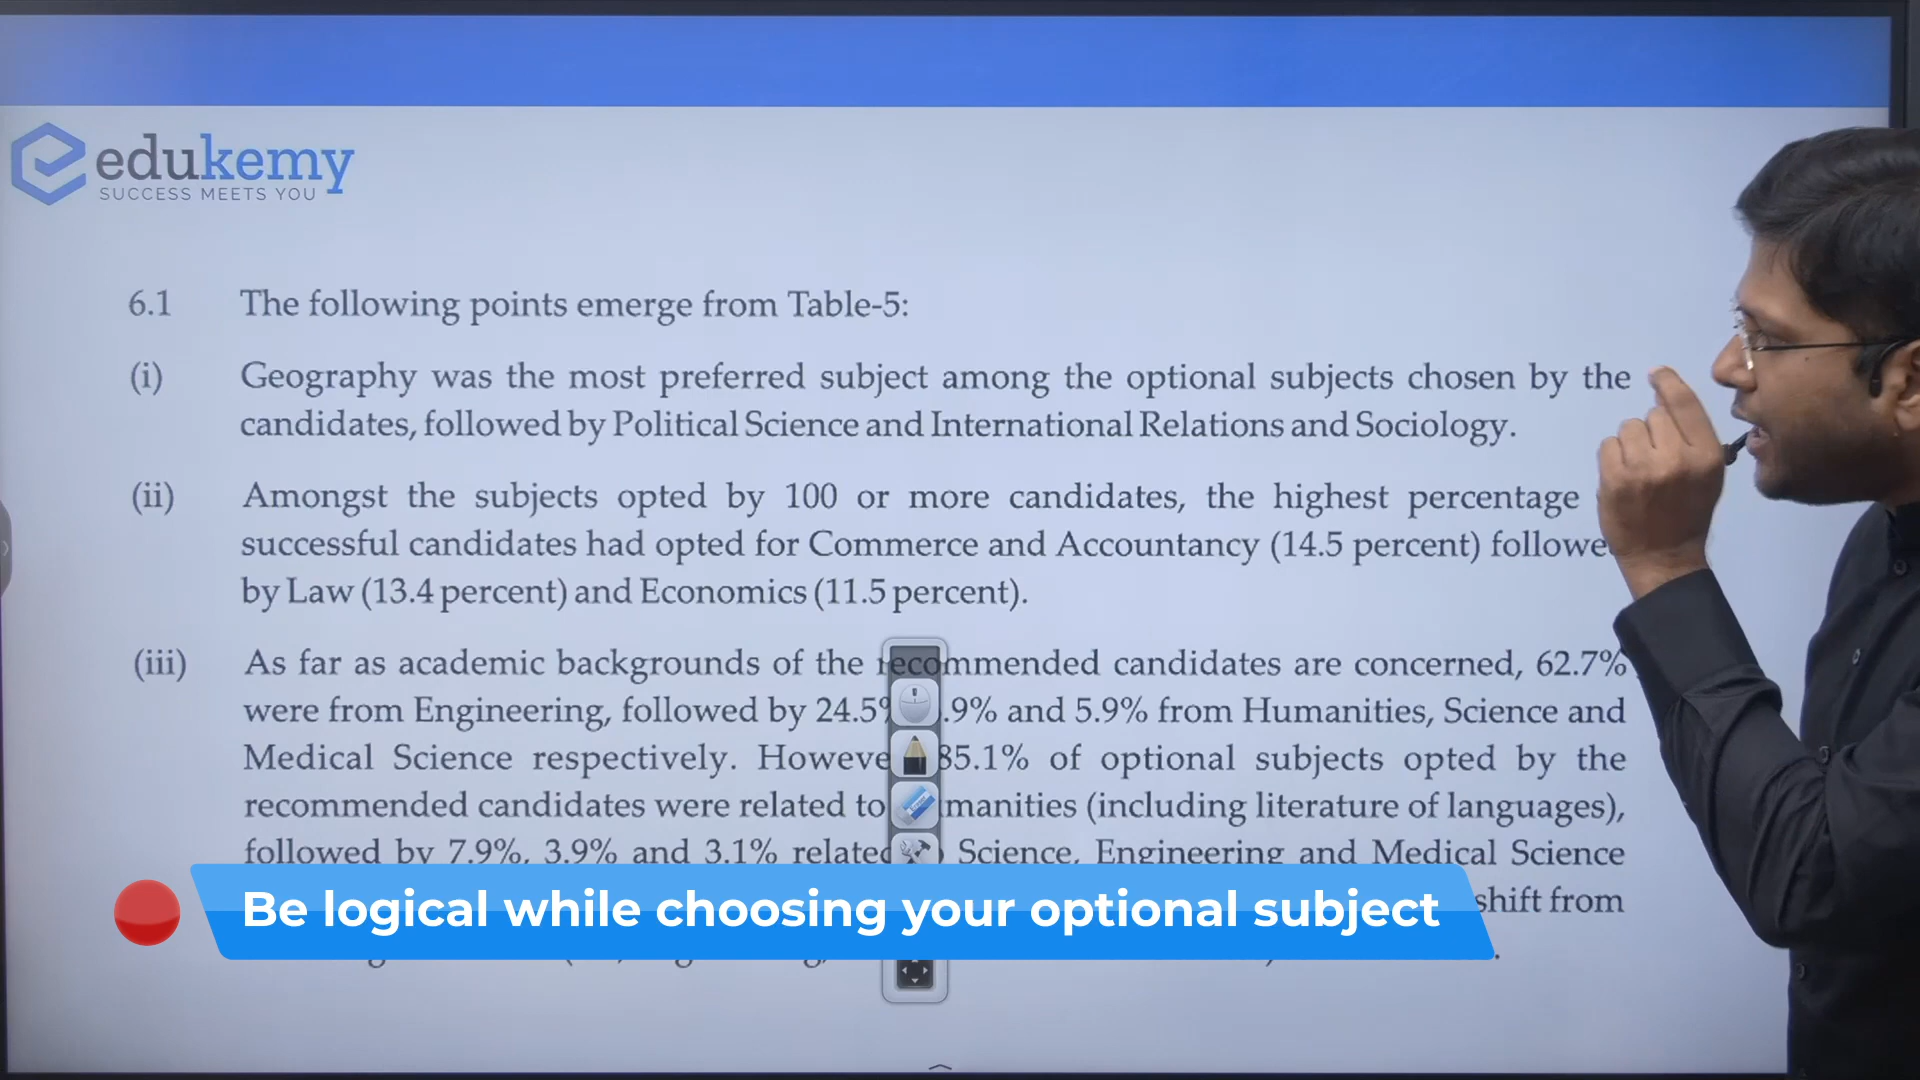 edukemy
SUCCESS MEETS YOU
6.1 The following points emerge from Table-5:
(i) Geography was the most preferred subject among the optional subjects chosen by the
candidates, followed by Political Science and International Relations and Sociology.
(ii) Amongst the subjects opted by 100 or more candidates, the highest percentage
successful candidates had opted for Commerce and Accountancy (14.5 percent) followe
by Law (13.4 percent) and Economics (11.5 percent).
(iii) As far as academic backgrounds of the recommended candidates are concerned, 62.7%
were from Engineering, followed by 24.5% .9% and 5.9% from Humanities, Science and
Medical Science respectively. Howeve 85.1% of optional subjects opted by the
recommended candidates were related to manities (including literature of languages),
followed by 7.9%, 3.9% and 3.1% related Science, Engineering and Medical Science
shift from
Be logical while choosing your optional subject